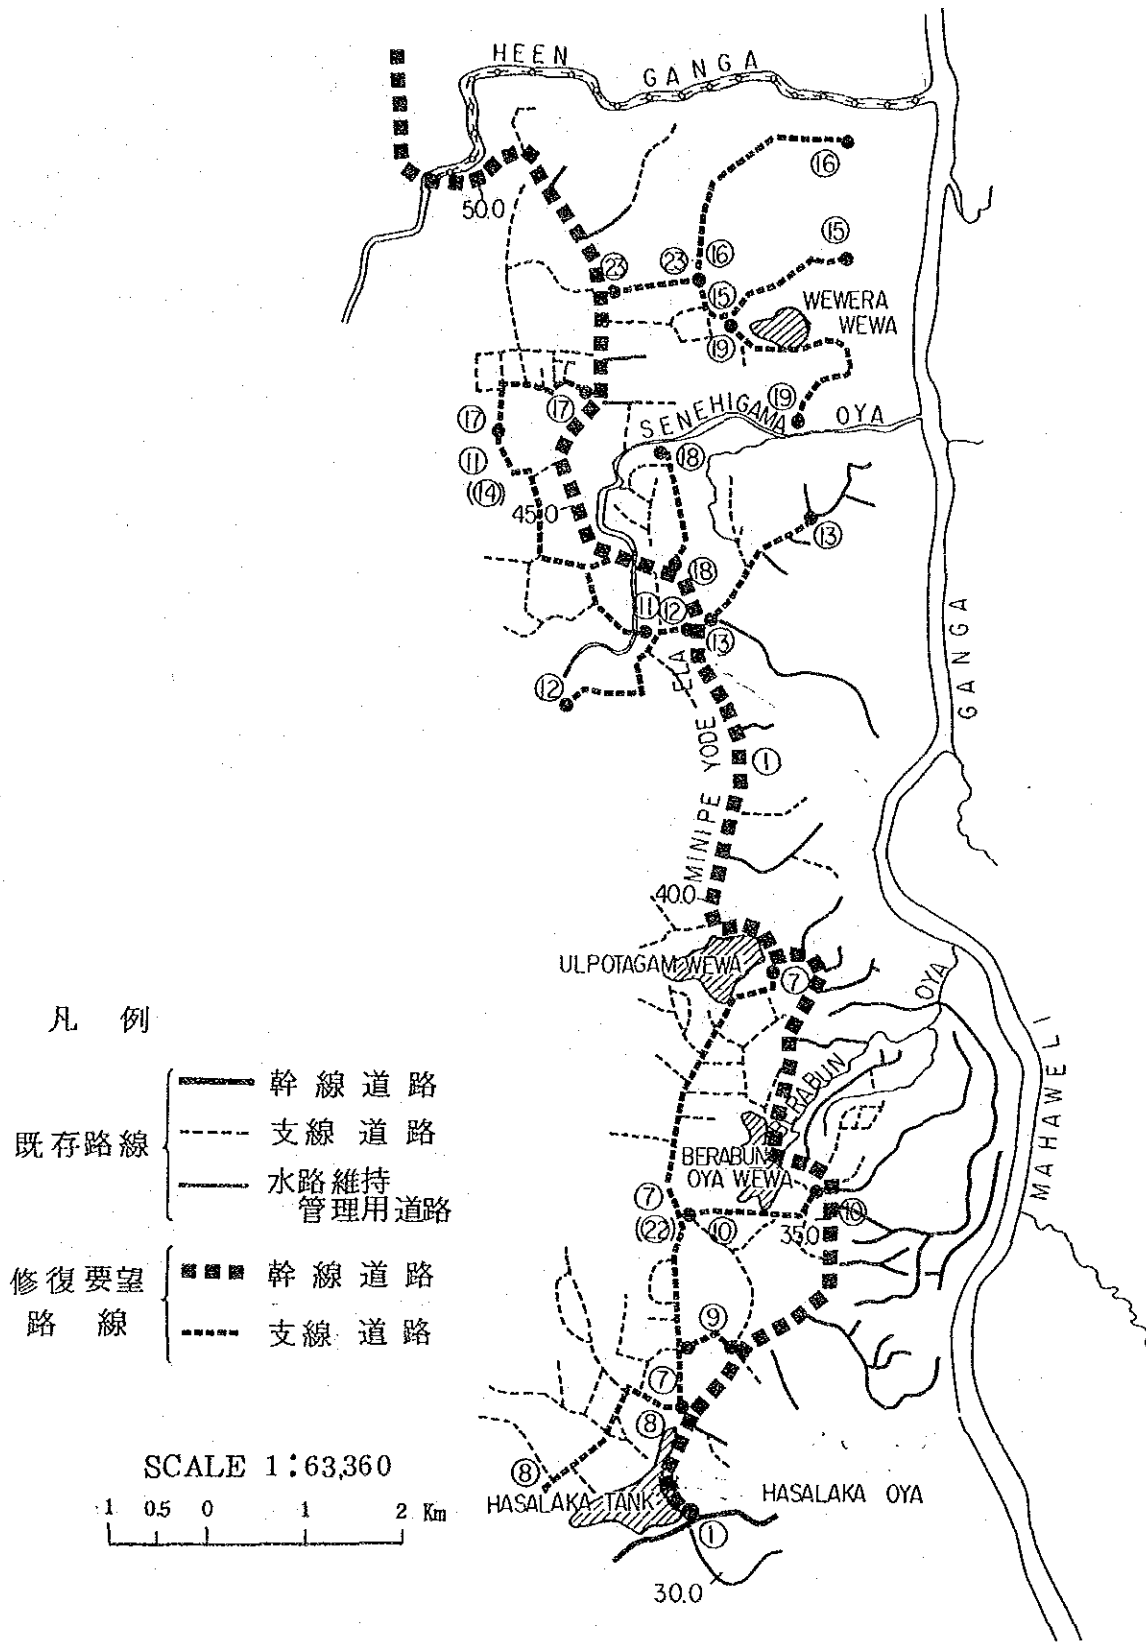 HEEN GANGA
⑯
50.0
⑮
㉓
㉓
⑯
⑮
WEWERA
WEWA
⑲
⑲
⑰
⑰
SENEHIGAMA OYA
⑪
(⑭)
⑱
45.0
⑬
⑱
⑪
⑫
⑬
⑫
GANGA
MINIPE YODE ELA
①
40.0
ULPOTAGAM WEWA
⑦
BERABUN OYA
MAHAWELI
BERABUN
OYA WEWA
⑦
(㉒)
(⑩)
35.0
⑩
⑨
⑦
⑧
⑧
HASALAKA TANK
HASALAKA OYA
①
30.0
凡 例
既存路線
幹線道路
支線道路
水路維持
管理用道路
修復要望
路線
幹線道路
支線道路
SCALE 1:63,360
1 0.5 0 1 2 Km